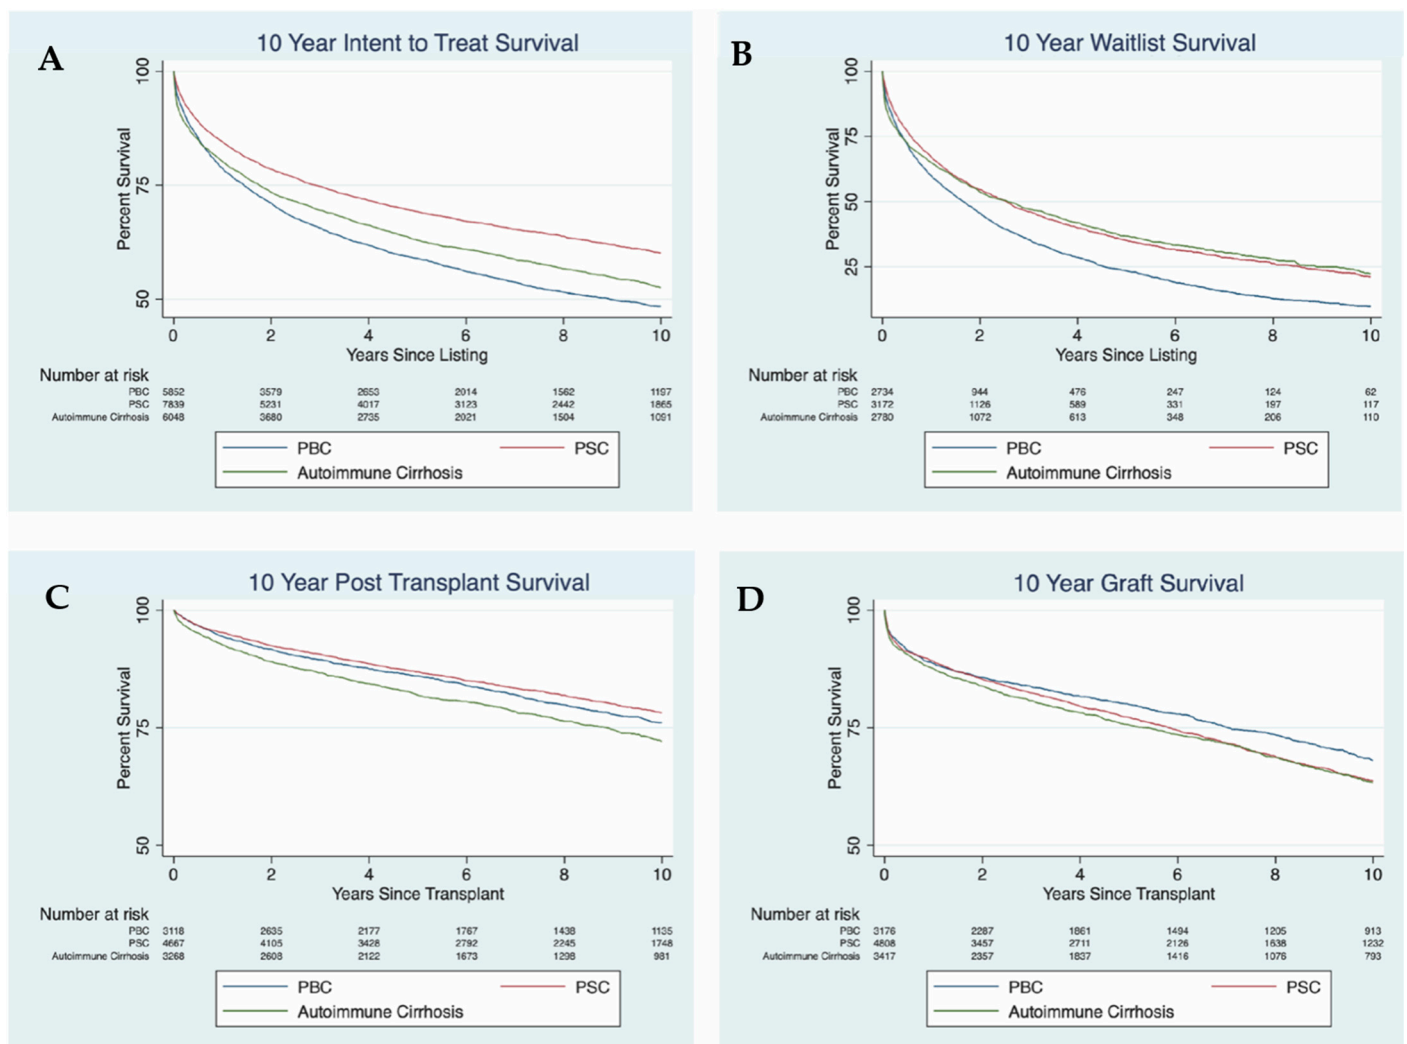 A
10 Year Intent to Treat Survival
Percent Survival
100
75
50
0 2 4 6 8 10
Years Since Listing
Number at risk
PBC 5852 3579 2653 2014 1562 1197
PSC 7839 5231 4017 3123 2442 1865
Autoimmune Cirrhosis 6048 3680 2735 2021 1504 1091
PBC PSC
Autoimmune Cirrhosis
B
10 Year Waitlist Survival
Percent Survival
100
75
50
25
0 2 4 6 8 10
Years Since Listing
Number at risk
PBC 2734 944 476 247 124 62
PSC 3172 1126 589 331 197 117
Autoimmune Cirrhosis 2780 1072 613 348 206 110
PBC PSC
Autoimmune Cirrhosis
C
10 Year Post Transplant Survival
Percent Survival
100
75
50
0 2 4 6 8 10
Years Since Transplant
Number at risk
PBC 3118 2635 2177 1767 1438 1135
PSC 4667 4105 3428 2792 2245 1748
Autoimmune Cirrhosis 3268 2608 2122 1673 1298 981
PBC PSC
Autoimmune Cirrhosis
D
10 Year Graft Survival
Percent Survival
100
75
50
0 2 4 6 8 10
Years Since Transplant
Number at risk
PBC 3176 2287 1861 1494 1205 913
PSC 4808 3457 2711 2126 1638 1232
Autoimmune Cirrhosis 3417 2357 1837 1416 1076 793
PBC PSC
Autoimmune Cirrhosis